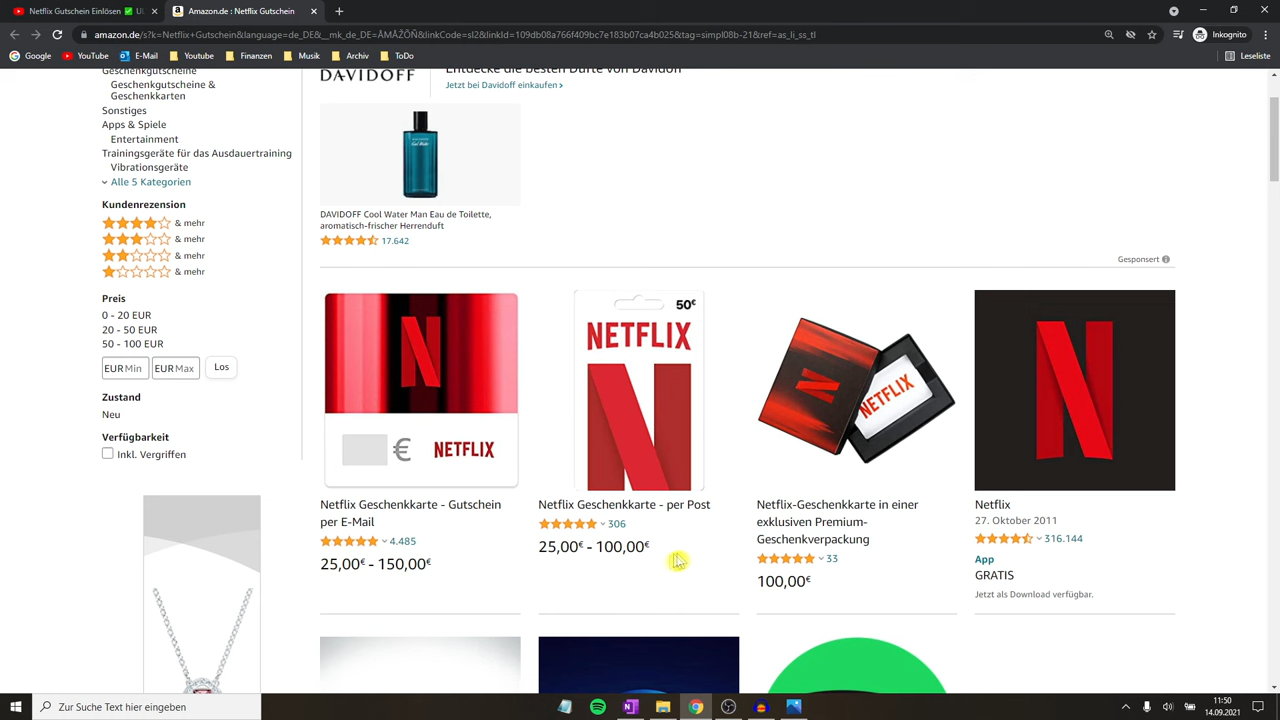 Netflix Gutschein Einlösen
Amazon.de : Netflix Gutschein
Inkognito
amazon.de/s?k=Netflix+Gutschein&language=de_DE&__mk_de_DE=ÅMÅŽÕÑ&linkCode=sl2&linkId=109db08a766f409bc7e183b07ca4b025&tag=simpl08b-21&ref=as_li_ss_tl
Google
YouTube
E-Mail
Youtube
Finanzen
Musik
Archiv
ToDo
Leseliste
Geschenkgutscheine
Geschenkgutscheine &
Geschenkkarten
Sonstiges
Apps & Spiele
Entertainment
Trainingsgeräte für das Ausdauertraining
Vibrationsgeräte
Alle 5 Kategorien
Kundenrezension
& mehr
& mehr
& mehr
& mehr
Preis
0 - 20 EUR
20 - 50 EUR
50 - 100 EUR
EUR Min
EUR Max
Los
Zustand
Neu
Verfügbarkeit
Inkl. Vergriffen
DAVIDOFF
Entdecke die besten Düfte von Davidoff
Jetzt bei Davidoff einkaufen
Cool Water
DAVIDOFF Cool Water Man Eau de Toilette,
aromatisch-frischer Herrenduft
17.642
Gesponsert
€ NETFLIX
Netflix Geschenkkarte - Gutschein
per E-Mail
4.485
25,00€ - 150,00€
50€
NETFLIX
Netflix Geschenkkarte - per Post
306
25,00€ - 100,00€
NETFLIX
Netflix-Geschenkkarte in einer
exklusiven Premium-
Geschenkverpackung
33
100,00€
Netflix
27. Oktober 2011
316.144
App
GRATIS
Jetzt als Download verfügbar.
Zur Suche Text hier eingeben
11:50
14.09.2021